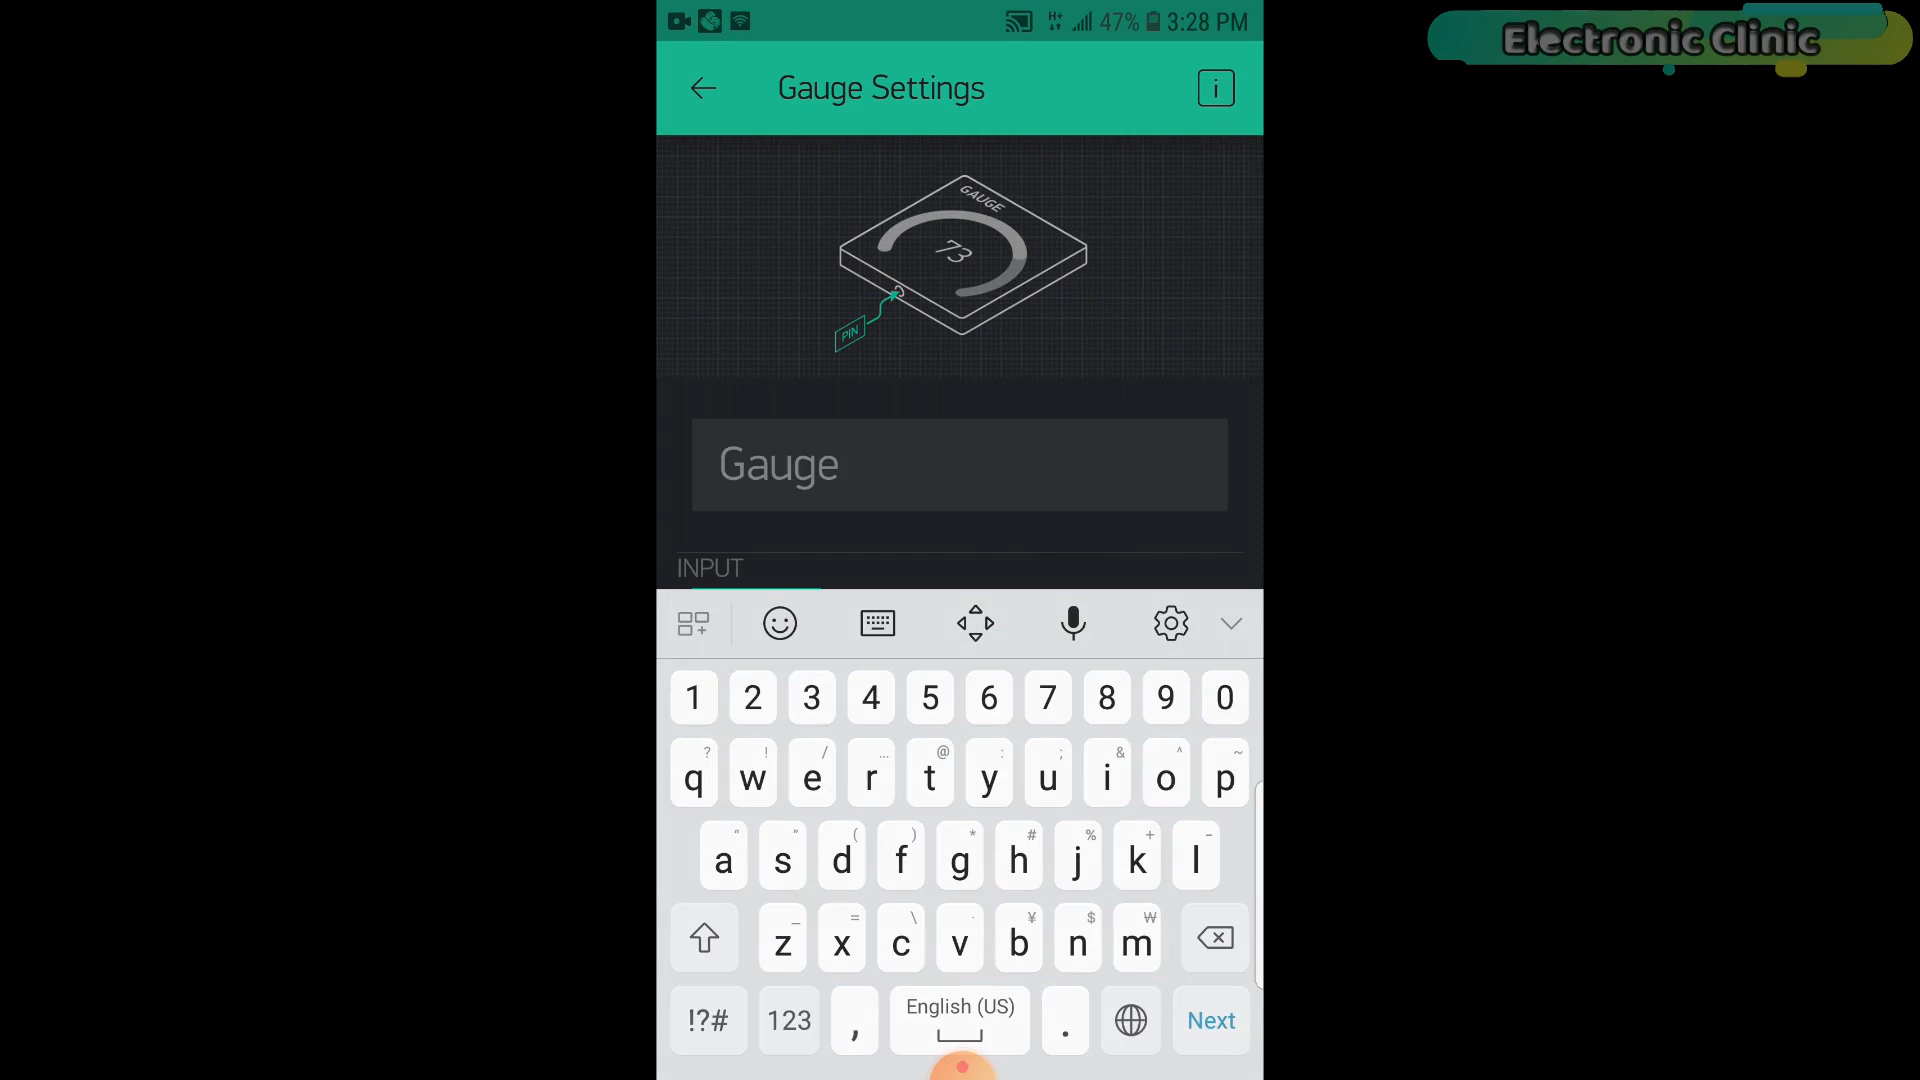 H+ 47% 3:28 PM
Electronic Clinic
Gauge Settings
i
GAUGE
73
PIN
Gauge
INPUT
1 2 3 4 5 6 7 8 9 0
? ! / ... @ : ; & ^ ~
q w e r t y u i o p
“ ” ( ) * # % + -
a s d f g h j k l
_ = \ · ¥ $ ₩
z x c v b n m
!?# 123 , English (US) . Next